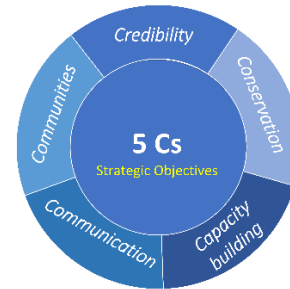 Credibility
Conservation
Capacity
building
Communication
Communities
5 Cs
Strategic Objectives